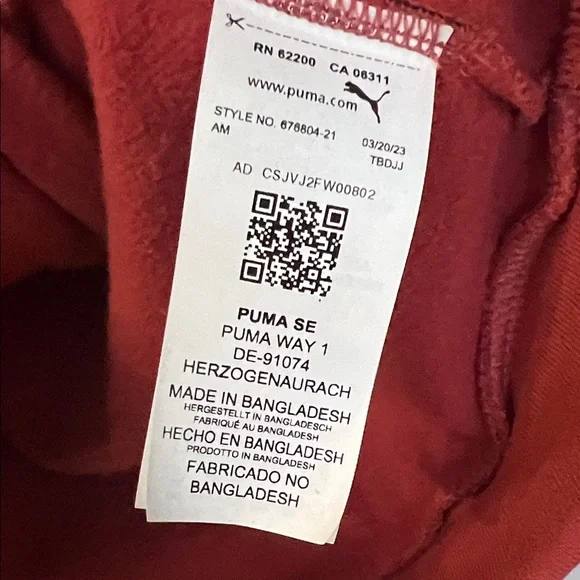 RN 62200 CA 06311
www.puma.com
STYLE NO. 676804-21 03/20/23
AM TBDJJ
AD CSJVJ2FW00802
PUMA SE
PUMA WAY 1
DE-91074
HERZOGENAURACH
MADE IN BANGLADESH
HERGESTELLT IN BANGLADESCH
FABRIQUÉ AU BANGLADESH
HECHO EN BANGLADESH
PRODOTTO IN BANGLADESH
FABRICADO NO
BANGLADESH